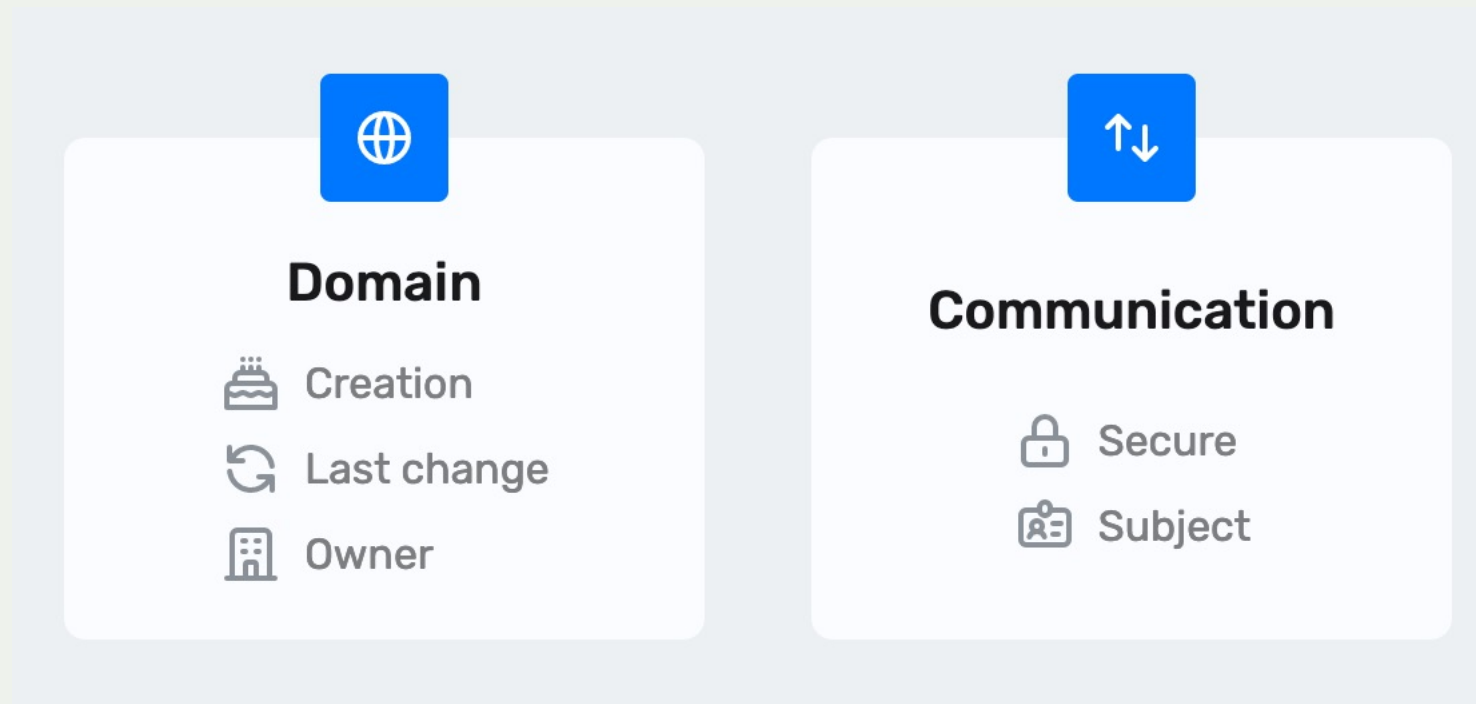 Domain
Creation
Last change
Owner
Communication
Secure
Subject